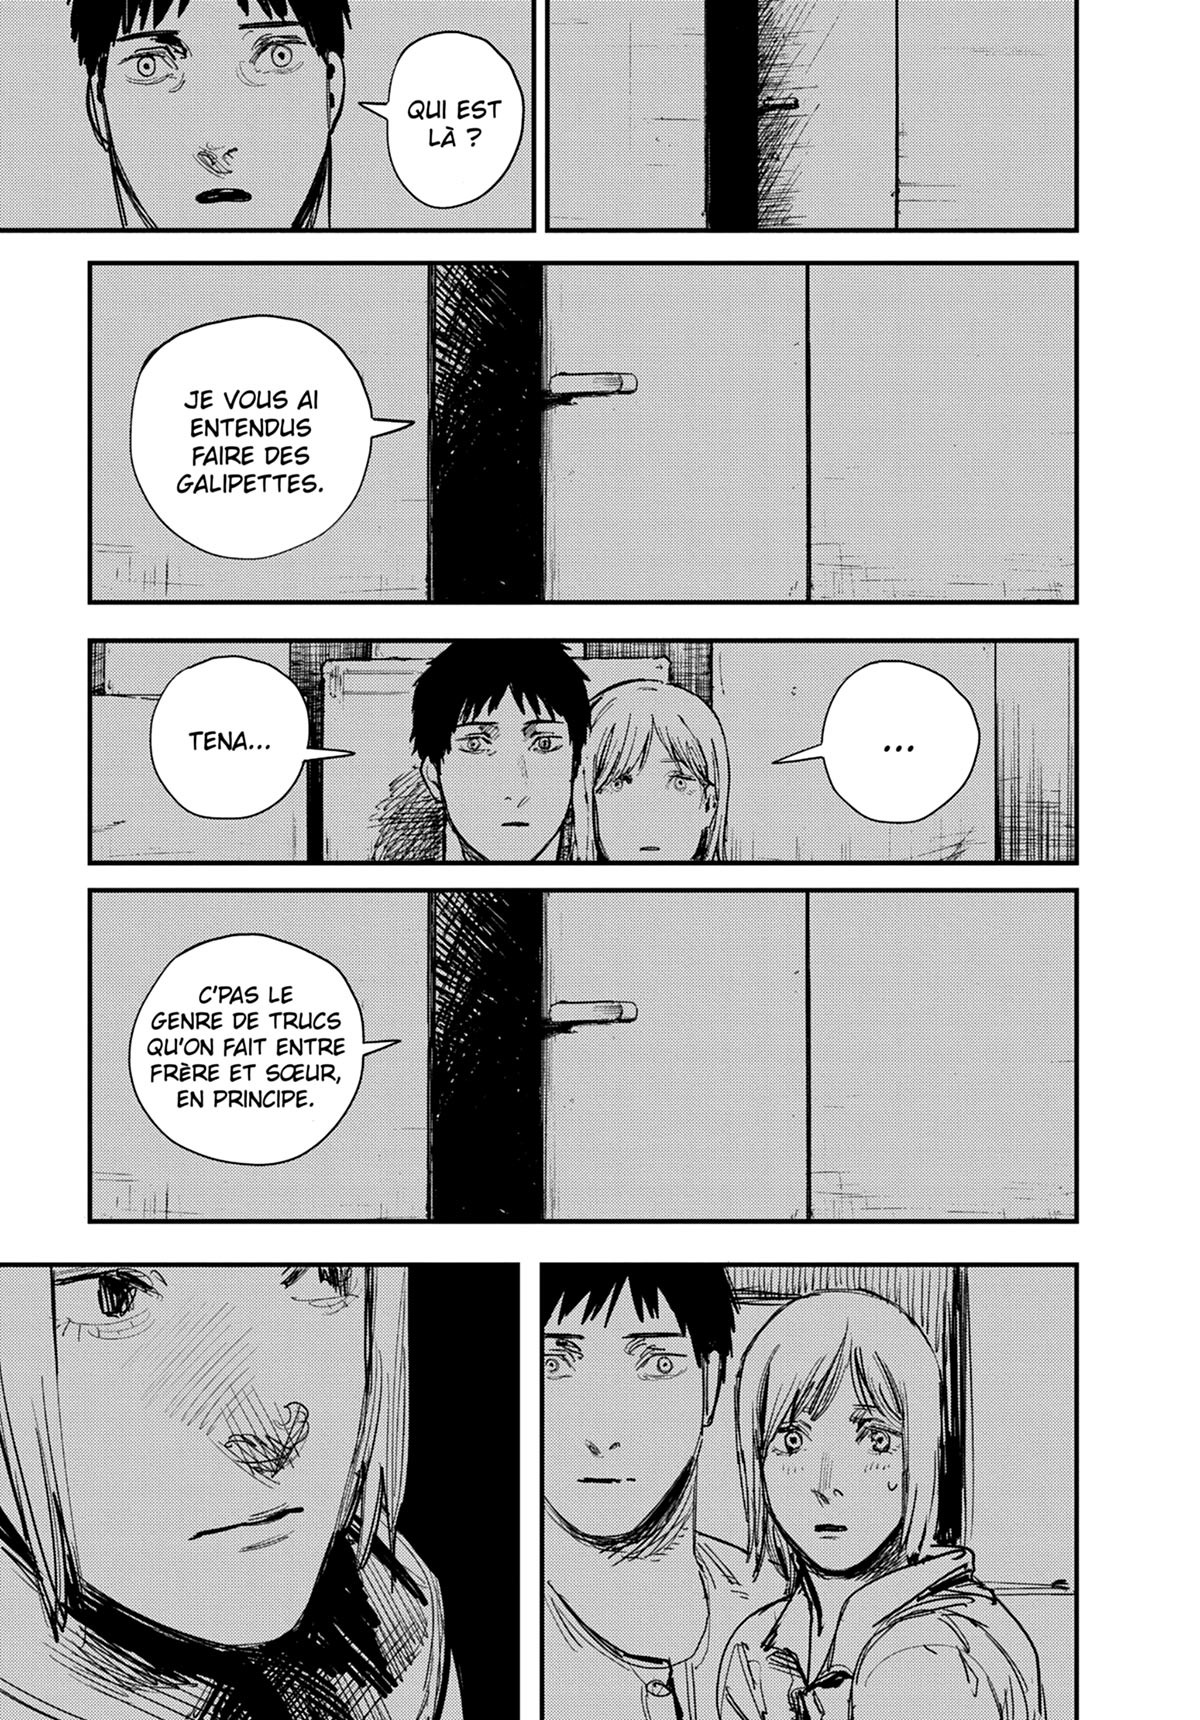 QUI EST
LÀ ?
JE VOUS AI
ENTENDUS
FAIRE DES
GALIPETTES.
...
TENA...
C'PAS LE
GENRE DE TRUCS
QU'ON FAIT ENTRE
FRÈRE ET SŒUR,
EN PRINCIPE.